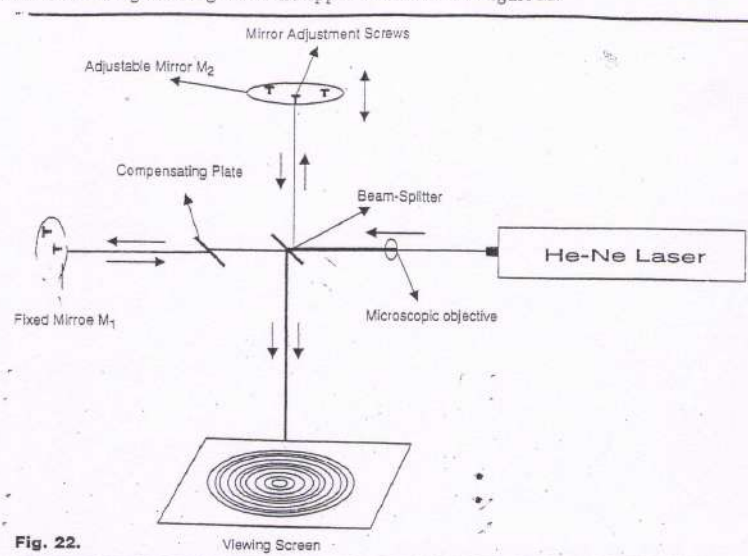 Mirror Adjustment Screws
Adjustable Mirror M2
Compensating Plate
Beam-Splitter
He-Ne Laser
Microscopic objective
Fixed Mirroe M1
Fig. 22.
Viewing Screen